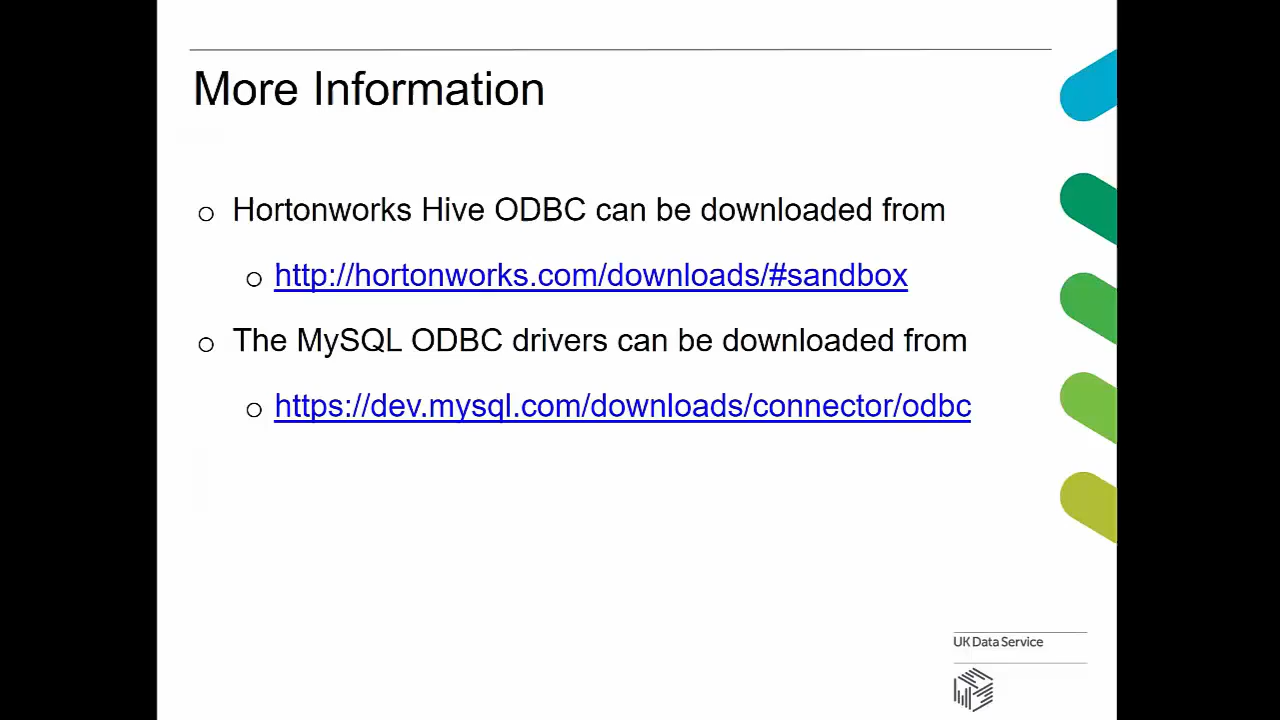 More Information
Hortonworks Hive ODBC can be downloaded from
http://hortonworks.com/downloads/#sandbox
The MySQL ODBC drivers can be downloaded from
https://dev.mysql.com/downloads/connector/odbc
UK Data Service